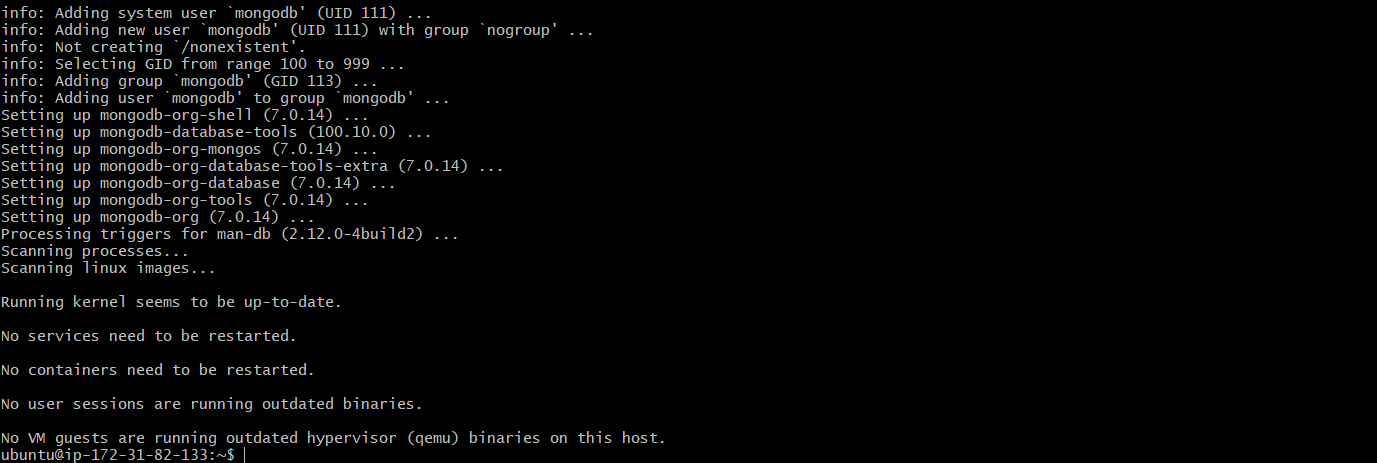 info: Adding system user `mongodb' (UID 111) ...
info: Adding new user `mongodb' (UID 111) with group `nogroup' ...
info: Not creating `/nonexistent'.
info: Selecting GID from range 100 to 999 ...
info: Adding group `mongodb' (GID 113) ...
info: Adding user `mongodb' to group `mongodb' ...
Setting up mongodb-org-shell (7.0.14) ...
Setting up mongodb-database-tools (100.10.0) ...
Setting up mongodb-org-mongos (7.0.14) ...
Setting up mongodb-org-database-tools-extra (7.0.14) ...
Setting up mongodb-org-database (7.0.14) ...
Setting up mongodb-org-tools (7.0.14) ...
Setting up mongodb-org (7.0.14) ...
Processing triggers for man-db (2.12.0-4build2) ...
Scanning processes...
Scanning linux images...
Running kernel seems to be up-to-date.
No services need to be restarted.
No containers need to be restarted.
No user sessions are running outdated binaries.
No VM guests are running outdated hypervisor (qemu) binaries on this host.
ubuntu@ip-172-31-82-133:~$